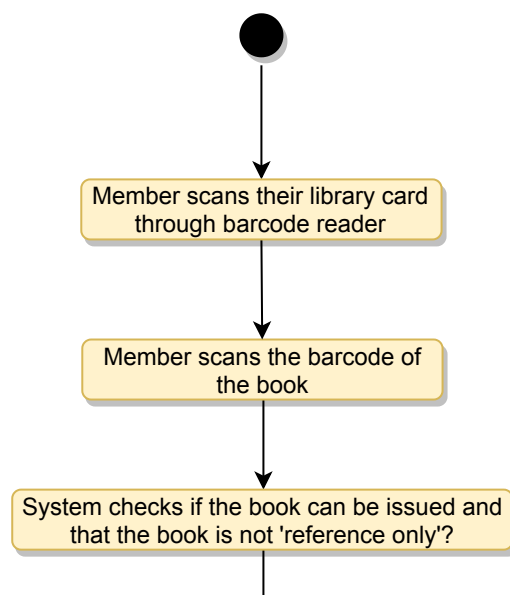 Member scans their library card
through barcode reader
Member scans the barcode of
the book
System checks if the book can be issued and
that the book is not 'reference only'?